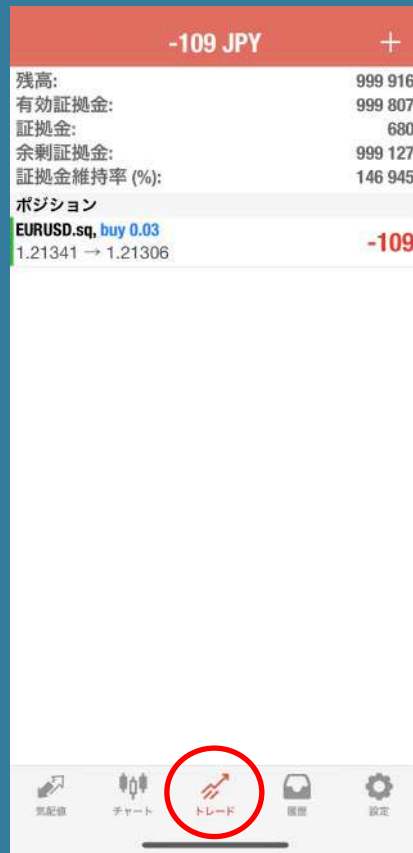 -109 JPY +
残高: 999 916
有効証拠金: 999 807
証拠金: 680
余剰証拠金: 999 127
証拠金維持率 (%): 146 945
ポジション
EURUSD.sq, buy 0.03
1.21341 → 1.21306 -109
気配値 チャート トレード 履歴 設定